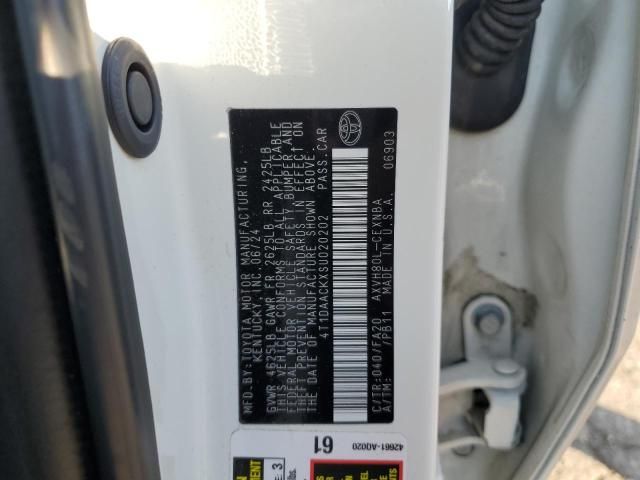 MFD.BY:TOYOTA MOTOR MANUFACTURING,
KENTUCKY, INC. 06/24
GVWR 4625LB GAWR FR 2625LB RR 2425LB
THIS VEHICLE CONFORMS TO ALL APPLICABLE
FEDERAL MOTOR VEHICLE SAFETY, BUMPER, AND
THEFT PREVENTION STANDARDS IN EFFECT ON
THE DATE OF MANUFACTURE SHOWN ABOVE.
4T1DAACKXSU020202 PASS.CAR
C/TR:040/FA20 AXVH80L-CEXNBA
A/TM: /PB11 MADE IN U.S.A. 06903
61
42661-AQ020
3